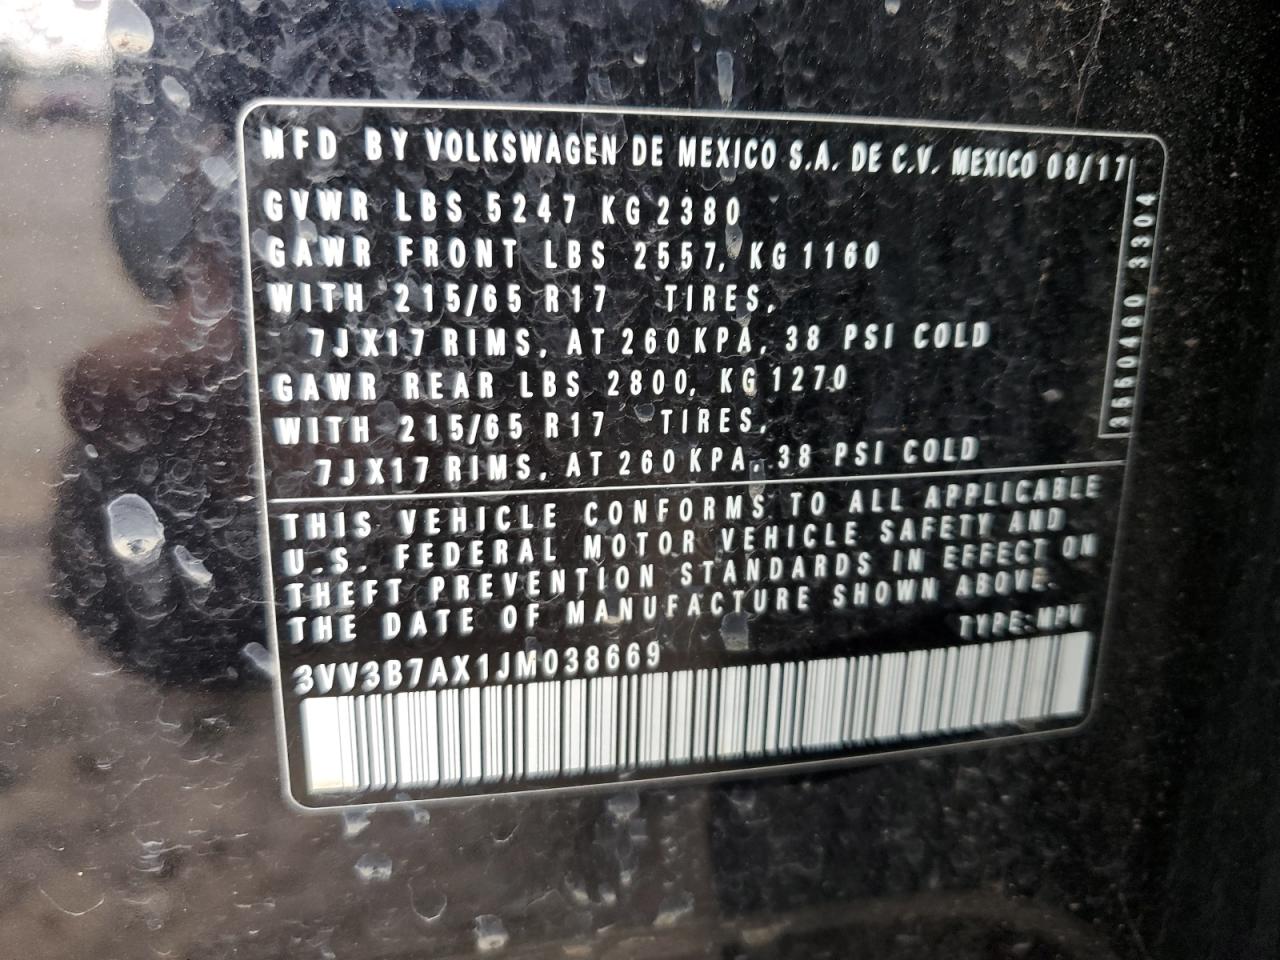 MFD BY VOLKSWAGEN DE MEXICO S.A. DE C.V. MEXICO 08/17
GVWR LBS 5247 KG 2380
GAWR FRONT LBS 2557, KG 1160
WITH 215/65 R17 TIRES,
7JX17 RIMS, AT 260 KPA, 38 PSI COLD
GAWR REAR LBS 2800, KG 1270
WITH 215/65 R17 TIRES,
7JX17 RIMS, AT 260 KPA, 38 PSI COLD
3550460 3304
THIS VEHICLE CONFORMS TO ALL APPLICABLE
U.S. FEDERAL MOTOR VEHICLE SAFETY AND
THEFT PREVENTION STANDARDS IN EFFECT ON
THE DATE OF MANUFACTURE SHOWN ABOVE.
TYPE: MPV
3VV3B7AX1JM038669